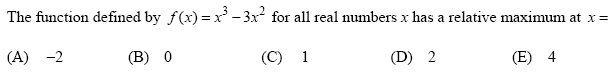 The function defined by f(x) = x³ – 3x² for all real numbers x has a relative maximum at x =
(A) –2 (B) 0 (C) 1 (D) 2 (E) 4